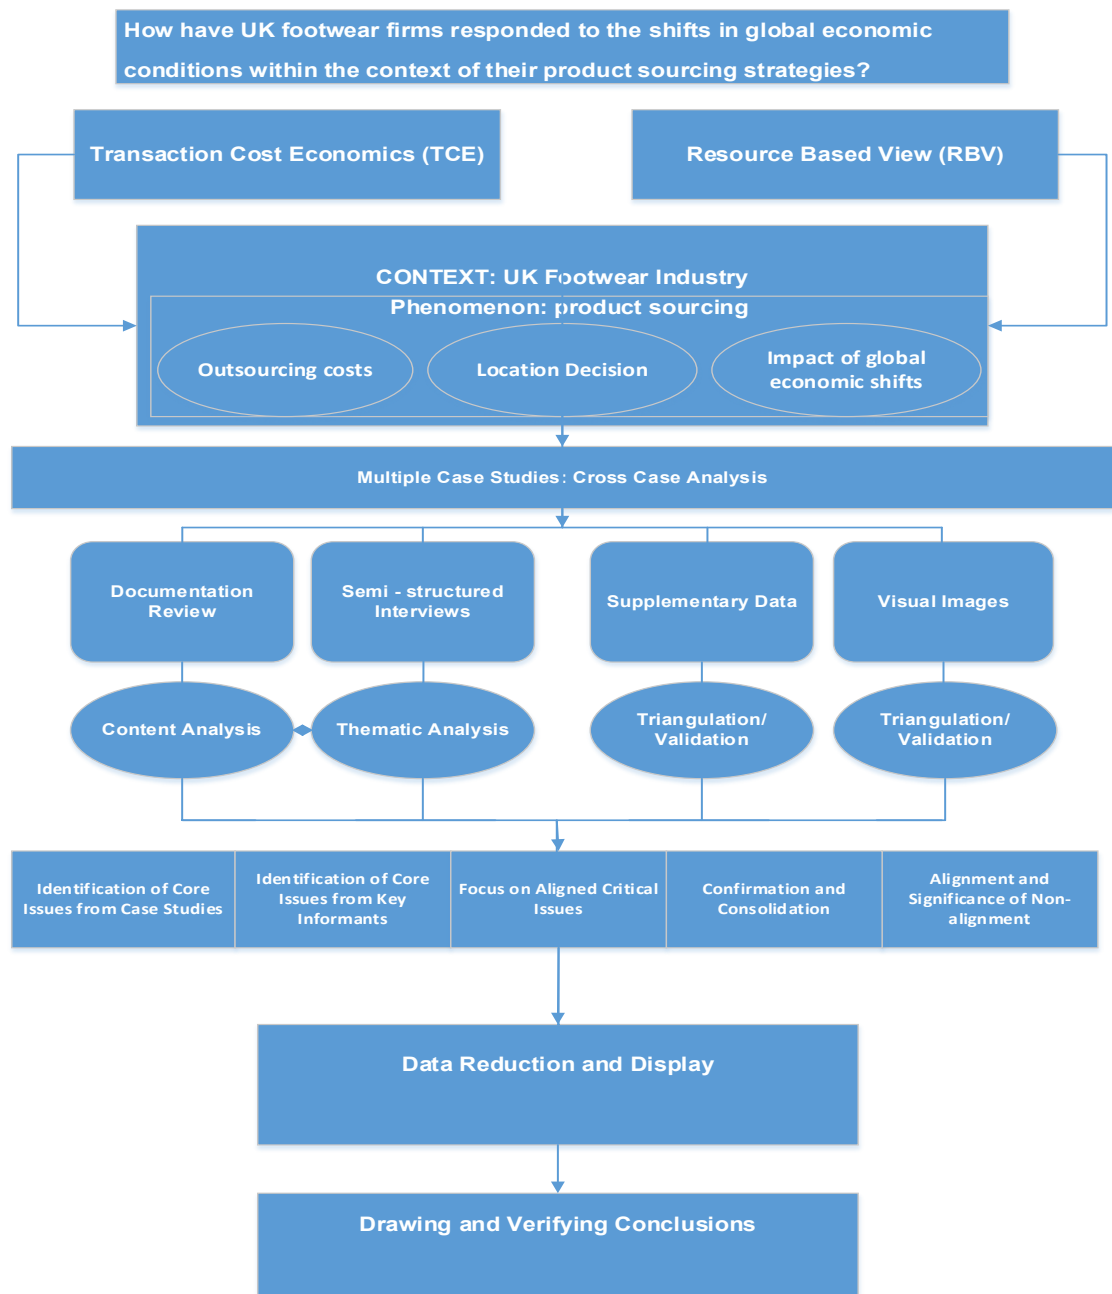 How have UK footwear firms responded to the shifts in global economic
conditions within the context of their product sourcing strategies?
Transaction Cost Economics (TCE)
Resource Based View (RBV)
CONTEXT: UK Footwear Industry
Phenomenon: product sourcing
Outsourcing costs
Location Decision
Impact of global
economic shifts
Multiple Case Studies: Cross Case Analysis
Documentation
Review
Semi - structured
Interviews
Supplementary Data
Visual Images
Content Analysis
Thematic Analysis
Triangulation/
Validation
Triangulation/
Validation
Identification of Core
Issues from Case Studies
Identification of Core
Issues from Key
Informants
Focus on Aligned Critical
Issues
Confirmation and
Consolidation
Alignment and
Significance of Non-
alignment
Data Reduction and Display
Drawing and Verifying Conclusions